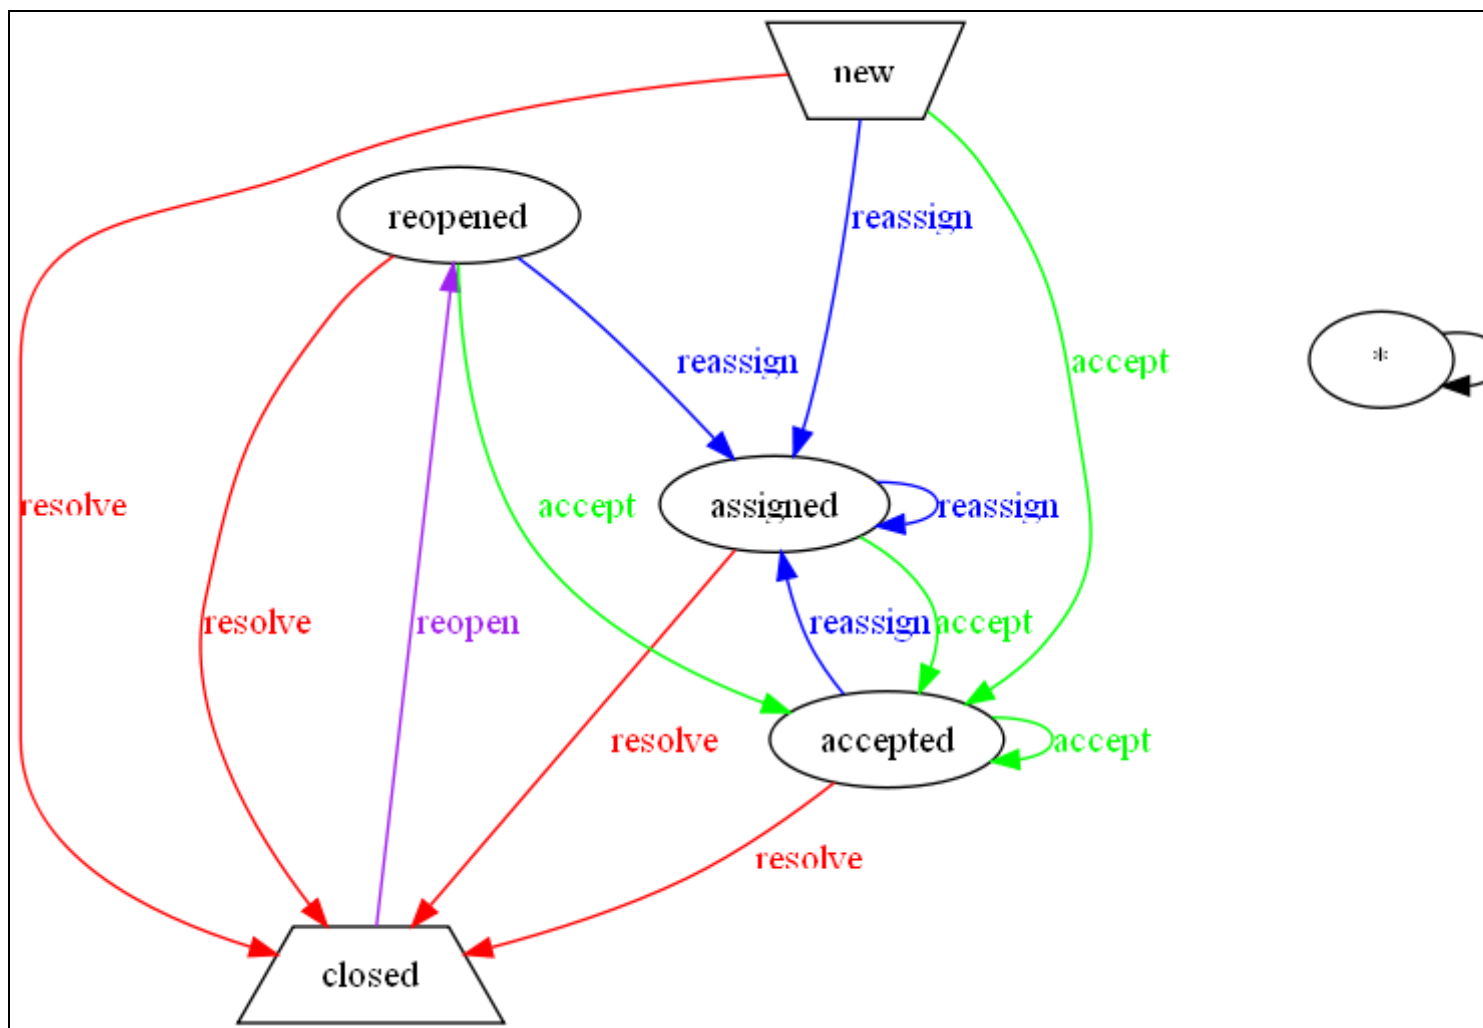 new
reopened
reassign
reassign
accept
*
resolve
accept
assigned
reassign
resolve
reopen
reassign
accept
resolve
accepted
accept
resolve
closed